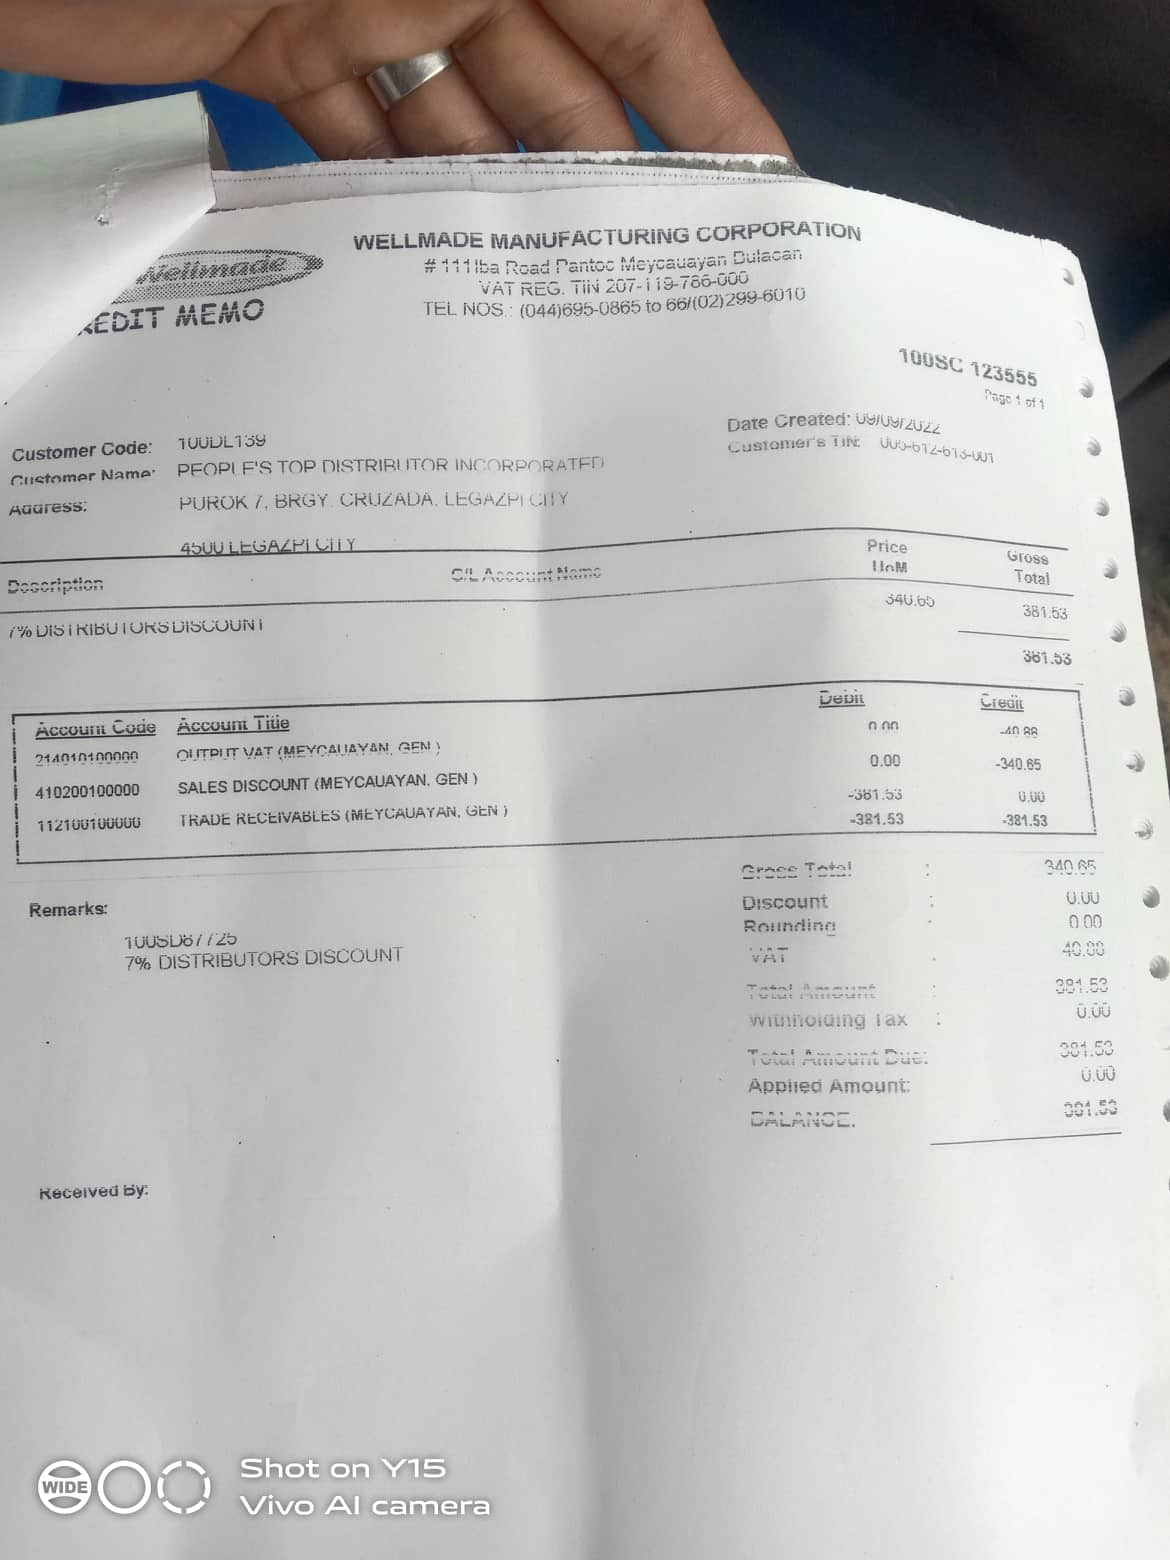 WELLMADE MANUFACTURING CORPORATION
# 111 Iba Road Pantoc Meycauayan Bulacan
VAT REG. TIN 207-119-786-000
TEL NOS.: (044)695-0865 to 66/(02)299-6010
Wellmade
EDIT MEMO
100SC 123555
Page 1 of 1
Date Created: 09/09/2022
Customer's TIN: 005-612-613-001
Customer Code: 100DL139
Customer Name: PEOPLE'S TOP DISTRIBUTOR INCORPORATED
Address: PUROK 7, BRGY. CRUZADA, LEGAZPI CITY
4500 LEGAZPI CITY
Description G/L Account Name Price UoM Gross Total
7% DISTRIBUTORS DISCOUNT 340.65 381.53
381.53
Account Code Account Title Debit Credit
214010100000 OUTPUT VAT (MEYCAUAYAN, GEN ) 0.00 -40.88
410200100000 SALES DISCOUNT (MEYCAUAYAN, GEN ) 0.00 -340.65
112100100000 TRADE RECEIVABLES (MEYCAUAYAN, GEN ) -381.53 0.00
-381.53 -381.53
Gross Total : 340.65
Discount : 0.00
Rounding : 0.00
VAT : 40.88
Total Amount : 381.53
Withholding Tax : 0.00
Total Amount Due: 381.53
Applied Amount: 0.00
BALANCE: 381.53
Remarks:
100SD87725
7% DISTRIBUTORS DISCOUNT
Received By:
WIDE
Shot on Y15
Vivo AI camera